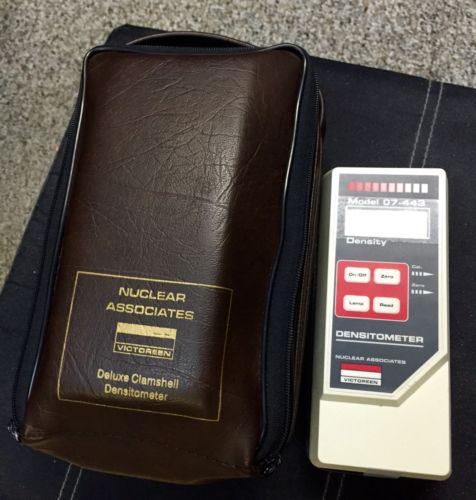 NUCLEAR
ASSOCIATES
VICTOREEN
Deluxe Clamshell
Densitometer
Model 07-443
Density
Cal.
On/Off
Zero
Zero
Lamp
Read
DENSITOMETER
NUCLEAR ASSOCIATES
VICTOREEN